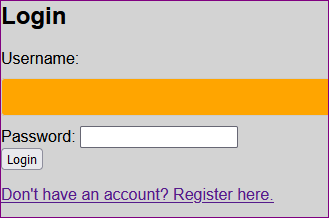 Login
Username:
Password:
Login
Don't have an account? Register here.